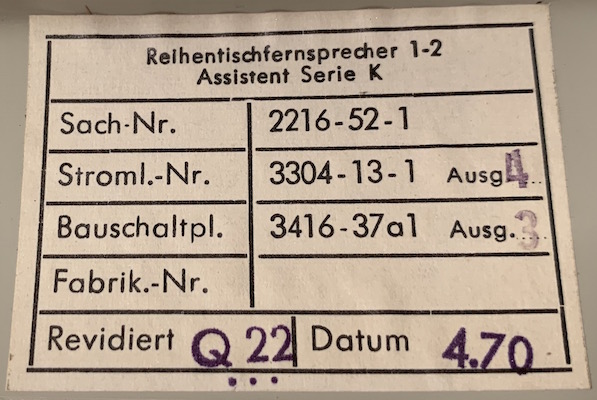 Reihentischfernsprecher 1-2
Assistent Serie K
Sach-Nr. 2216-52-1
Stroml.-Nr. 3304-13-1 Ausg. 4
Bauschaltpl. 3416-37a1 Ausg. 3
Fabrik.-Nr.
Revidiert Q 22 Datum 4.70